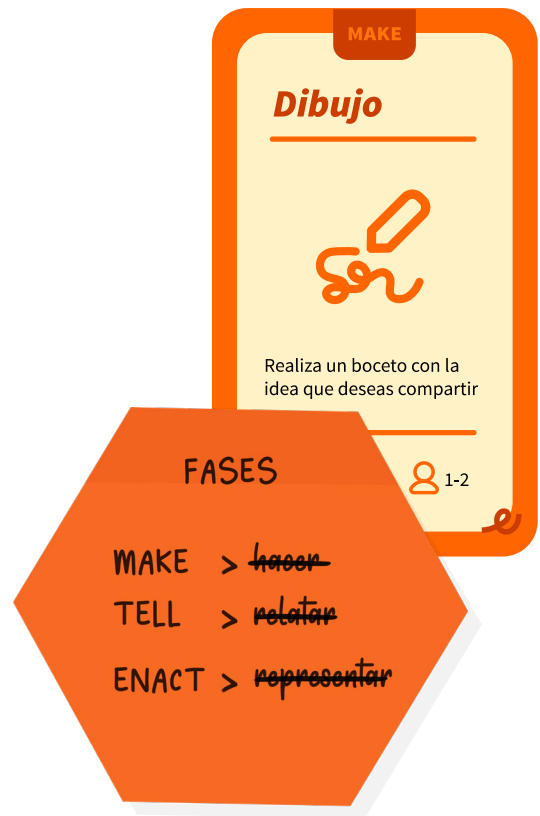 MAKE
Dibujo
Realiza un boceto con la
idea que deseas compartir
1-2
FASES
MAKE > hacer
TELL > relatar
ENACT > representar